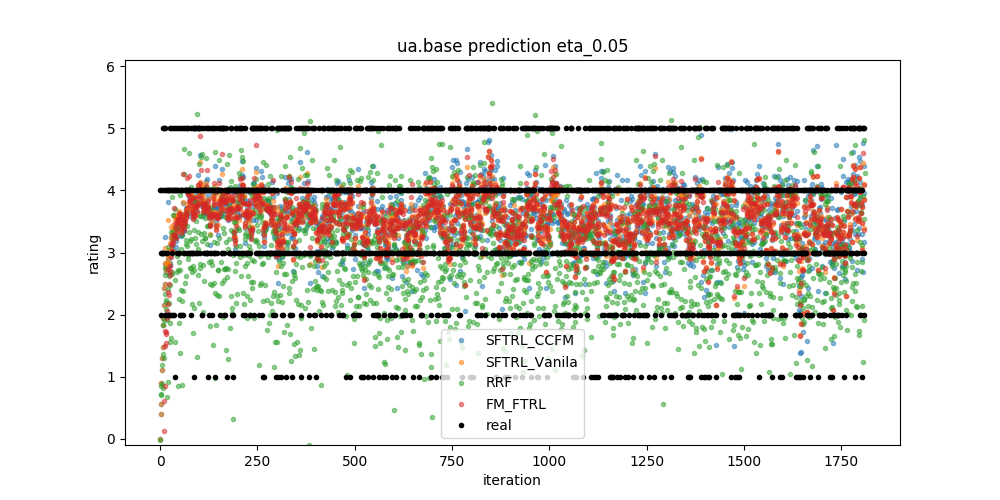 ua.base prediction eta_0.05
6
5
4
3
2
1
0
rating
SFTRL_CCFM
SFTRL_Vanila
RRF
FM_FTRL
real
0 250 500 750 1000 1250 1500 1750
iteration